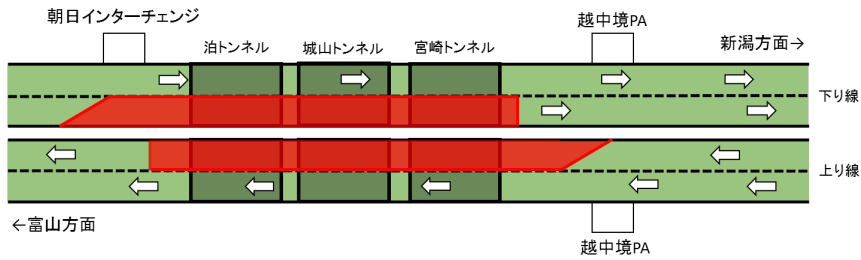 朝日インターチェンジ
越中境PA
泊トンネル
城山トンネル
宮崎トンネル
新潟方面→
下り線
上り線
←富山方面
越中境PA